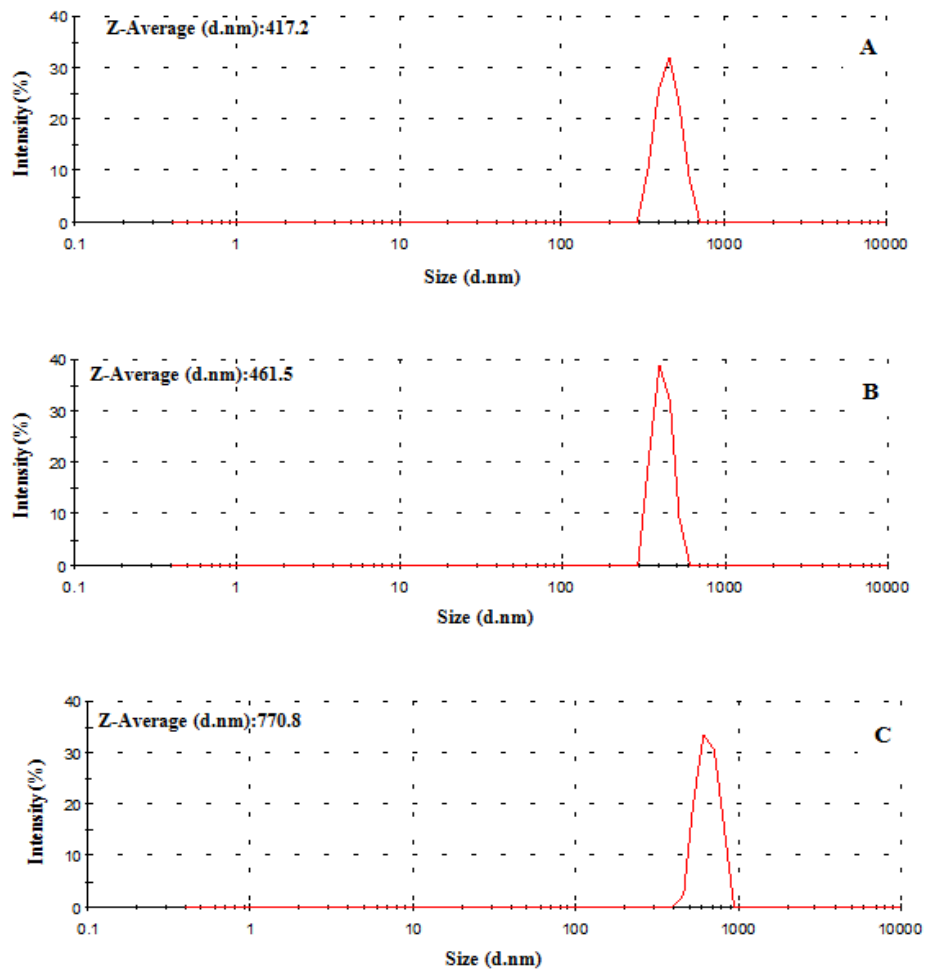 Z-Average (d.nm):417.2
A
40
30
20
10
0
Intensity (%)
0.1 1 10 100 1000 10000
Size (d.nm)
Z-Average (d.nm):461.5
B
40
30
20
10
0
Intensity (%)
0.1 1 10 100 1000 10000
Size (d.nm)
Z-Average (d.nm):770.8
C
40
30
20
10
0
Intensity (%)
0.1 1 10 100 1000 10000
Size (d.nm)